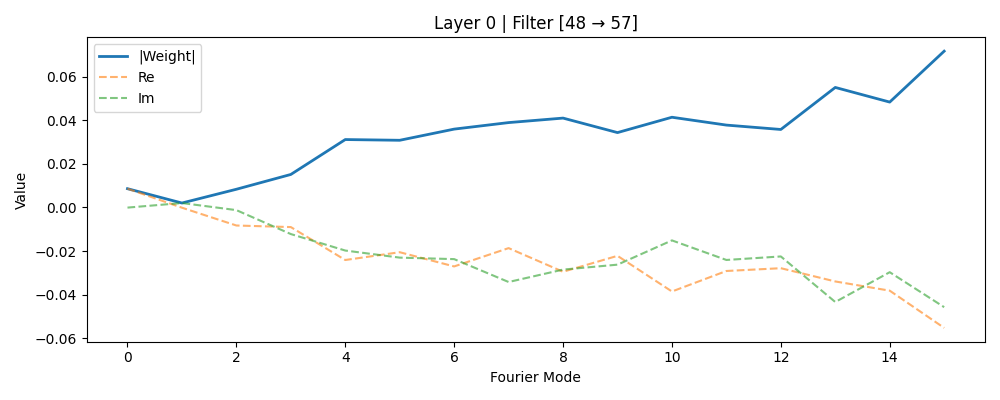 Layer 0 | Filter [48 → 57]
|Weight|
Re
Im
Value
0.06
0.04
0.02
0.00
−0.02
−0.04
−0.06
0 2 4 6 8 10 12 14
Fourier Mode